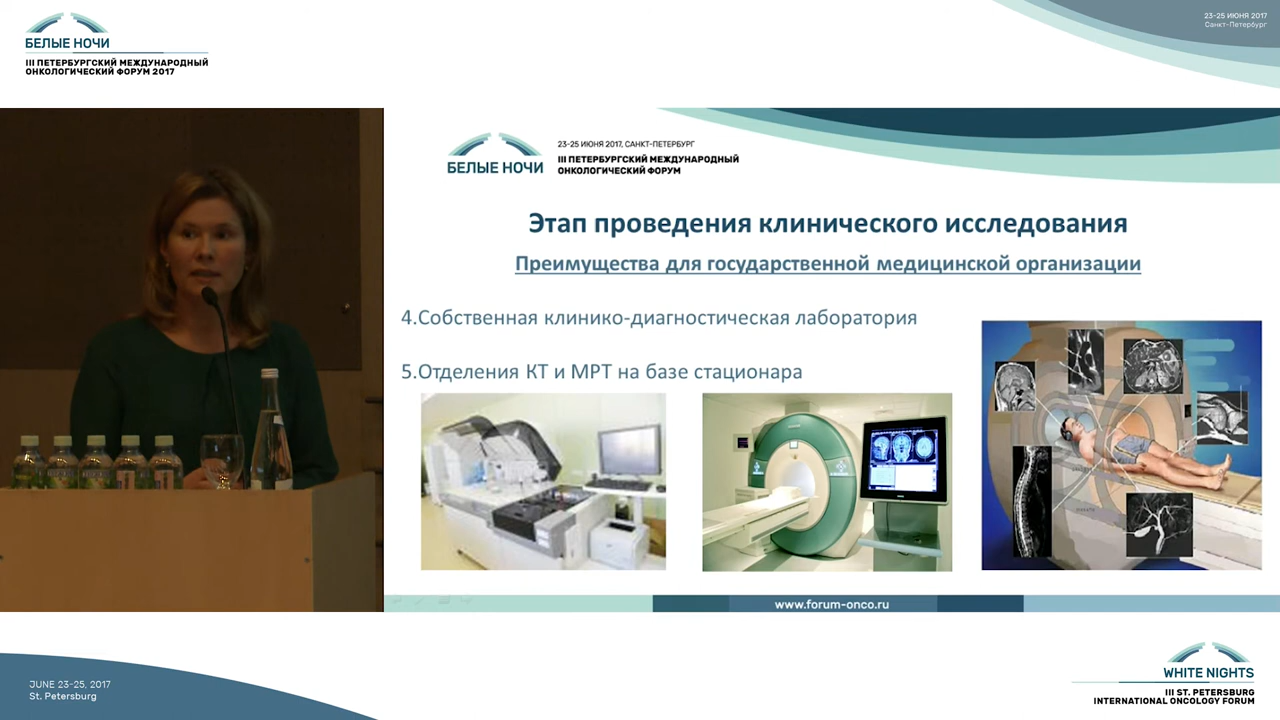 БЕЛЫЕ НОЧИ
III ПЕТЕРБУРГСКИЙ МЕЖДУНАРОДНЫЙ
ОНКОЛОГИЧЕСКИЙ ФОРУМ 2017
23-25 ИЮНЯ 2017
Санкт-Петербург
БЕЛЫЕ НОЧИ
23-25 ИЮНЯ 2017, САНКТ-ПЕТЕРБУРГ
III ПЕТЕРБУРГСКИЙ МЕЖДУНАРОДНЫЙ
ОНКОЛОГИЧЕСКИЙ ФОРУМ
Этап проведения клинического исследования
Преимущества для государственной медицинской организации
4.Собственная клинико-диагностическая лаборатория
5.Отделения КТ и МРТ на базе стационара
www.forum-onco.ru
JUNE 23-25, 2017
St. Petersburg
WHITE NIGHTS
III ST. PETERSBURG
INTERNATIONAL ONCOLOGY FORUM